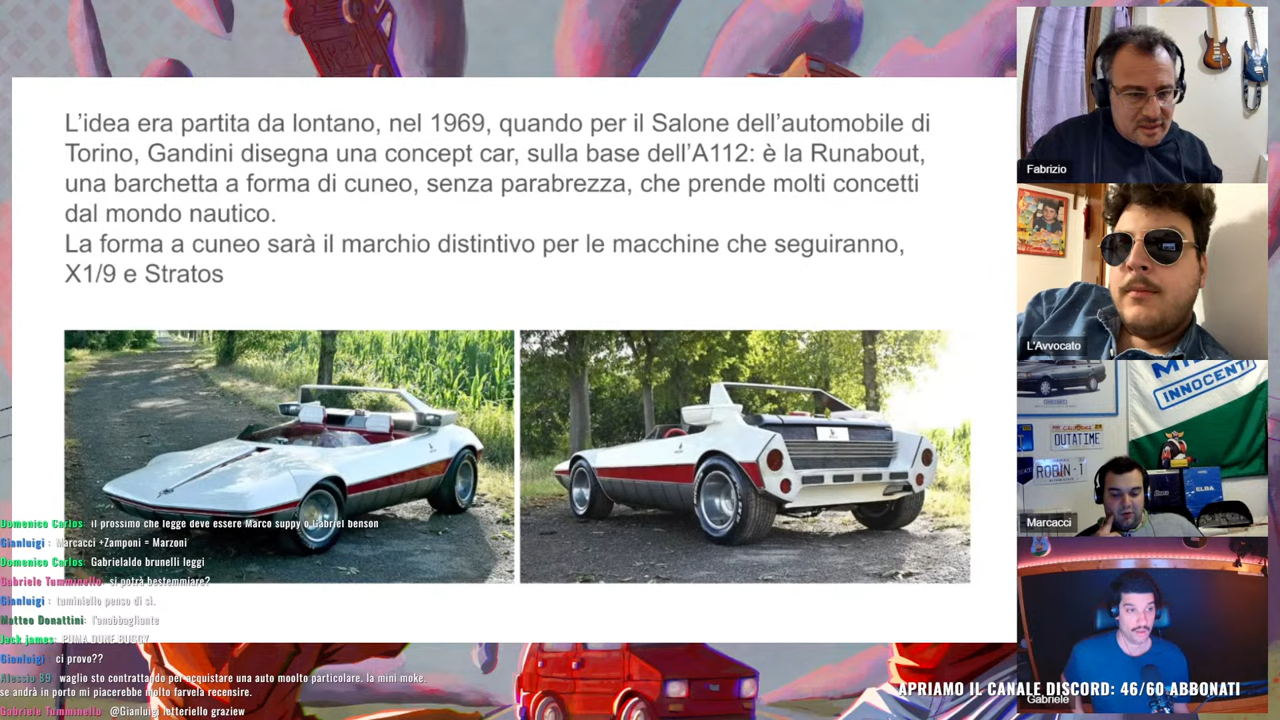 L'idea era partita da lontano, nel 1969, quando per il Salone dell'automobile di
Torino, Gandini disegna una concept car, sulla base dell'A112: è la Runabout,
una barchetta a forma di cuneo, senza parabrezza, che prende molti concetti
dal mondo nautico.
La forma a cuneo sarà il marchio distintivo per le macchine che seguiranno,
X1/9 e Stratos
Domenico Carlos: il prossimo che legge deve essere Marco suppy o Gabriel benson
Gianluigi: Marcacci +Zamponi = Marzoni
Domenico Carlos: Gabrielaldo brunelli leggi
Gabriele Tumminello: si potrà bestemmiare?
Gianluigi: tuminiello penso di sì.
Matteo Donattini: l'anabbagliante
Jack james: PUMA DUNE BUGGY
Gianluigi: ci provo??
Alessio 89: waglio sto contrattando per acquistare una auto moolto particolare. la mini moke.
se andrà in porto mi piacerebbe molto farvela recensire.
Gabriele Tumminello: @Gianluigi letteriello graziew
Fabrizio
L'Avvocato
INNOCENTI
CALIFORNIA
OUTATIME
ROBIN-1
ELBA
Marcacci
APRIAMO IL CANALE DISCORD: 46/60 ABBONATI
Gabriele